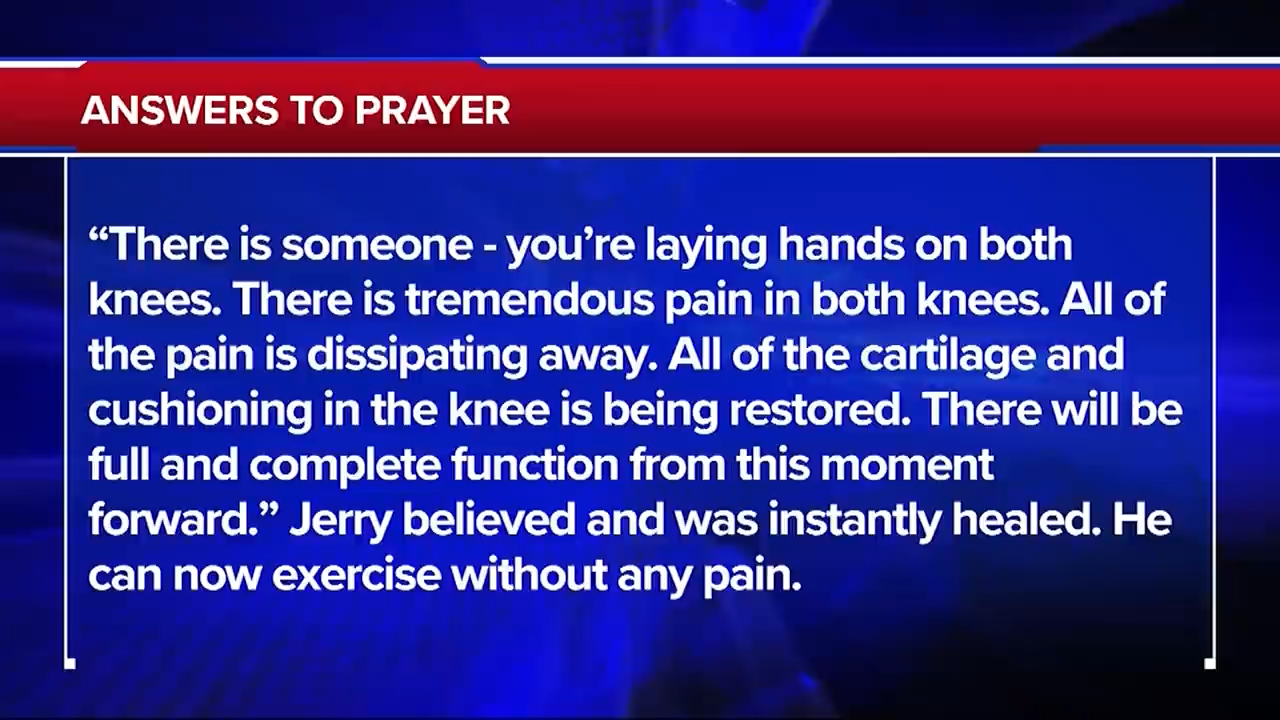 ANSWERS TO PRAYER
“There is someone - you’re laying hands on both
knees. There is tremendous pain in both knees. All of
the pain is dissipating away. All of the cartilage and
cushioning in the knee is being restored. There will be
full and complete function from this moment
forward.” Jerry believed and was instantly healed. He
can now exercise without any pain.